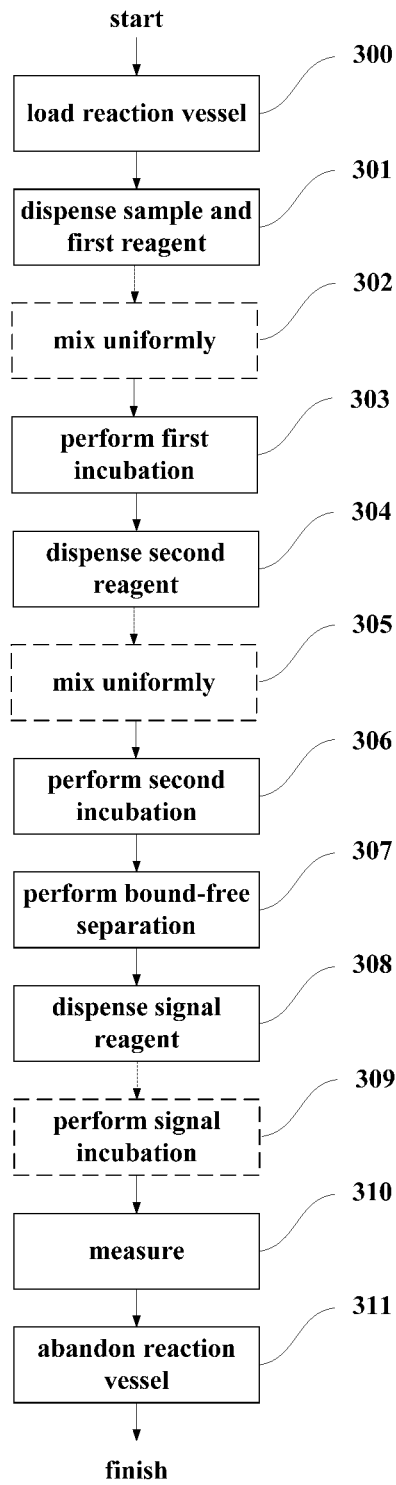 start
300
load reaction vessel
301
dispense sample and
first reagent
302
mix uniformly
303
perform first
incubation
304
dispense second
reagent
305
mix uniformly
306
perform second
incubation
307
perform bound-free
separation
308
dispense signal
reagent
309
perform signal
incubation
310
measure
311
abandon reaction
vessel
finish